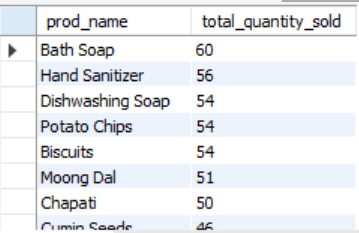 prod_name total_quantity_sold
Bath Soap 60
Hand Sanitizer 56
Dishwashing Soap 54
Potato Chips 54
Biscuits 54
Moong Dal 51
Chapati 50
Cumin Seeds 46